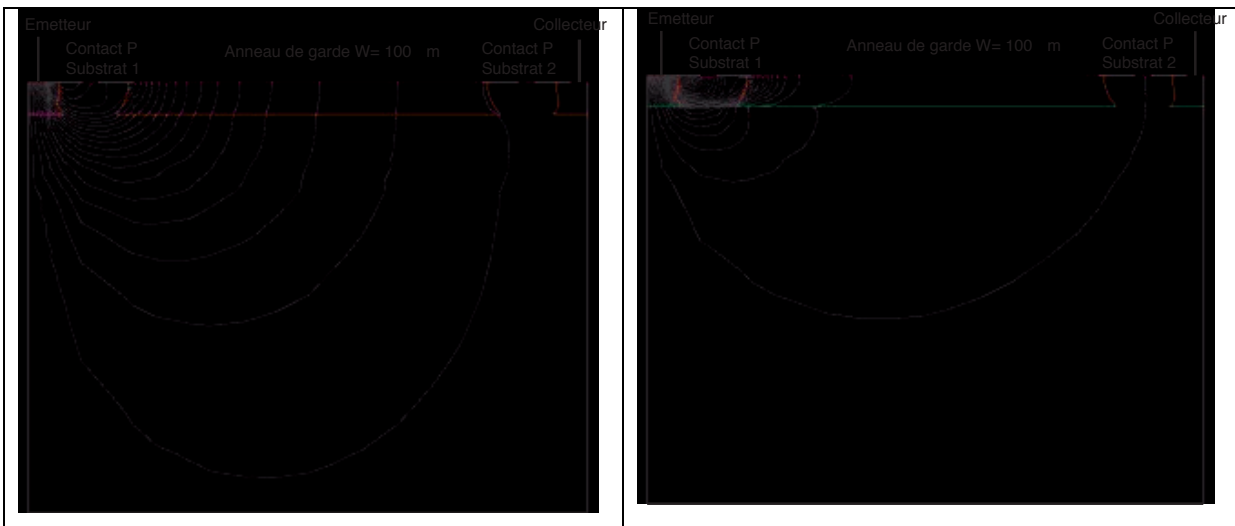 Emetteur
Collecteur
Contact P
Substrat 1
Anneau de garde W= 100 m
Contact P
Substrat 2
Emetteur
Collecteur
Contact P
Substrat 1
Anneau de garde W= 100 m
Contact P
Substrat 2